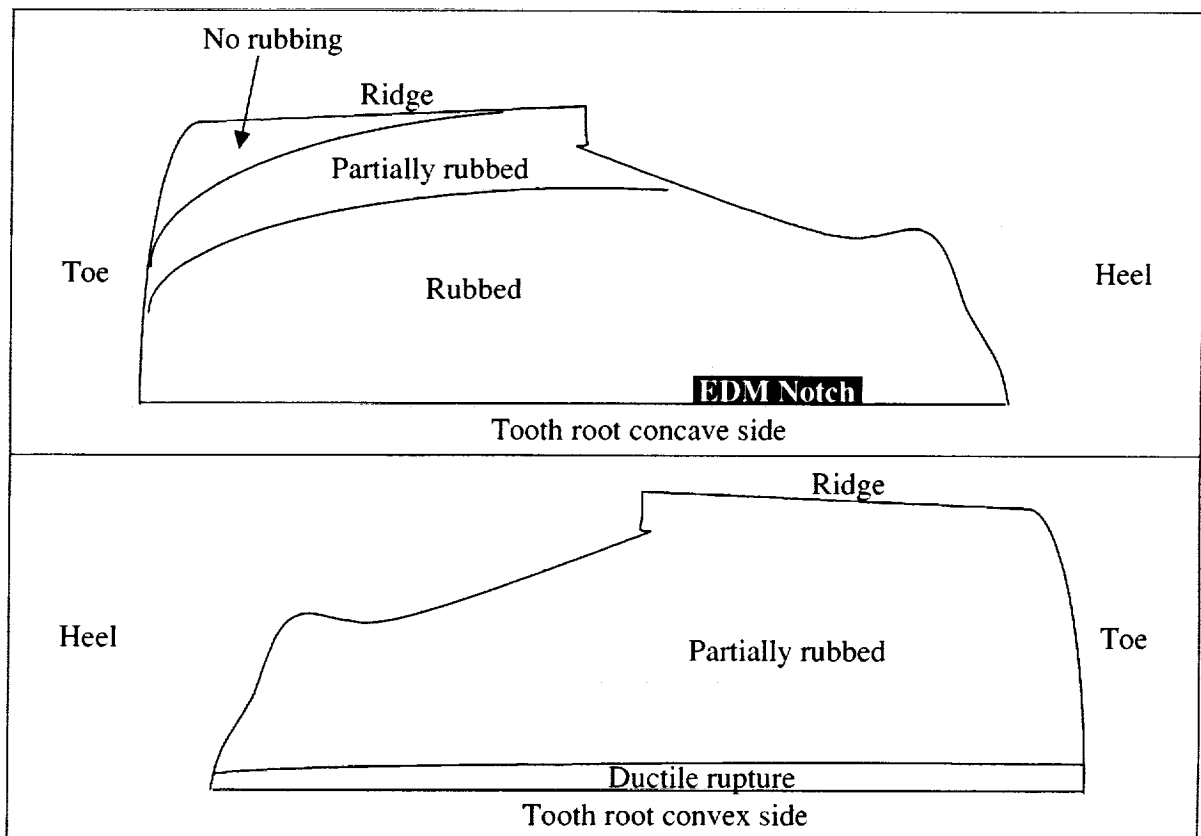 No rubbing
Ridge
Partially rubbed
Toe
Heel
Rubbed
EDM Notch
Tooth root concave side
Ridge
Heel
Toe
Partially rubbed
Ductile rupture
Tooth root convex side